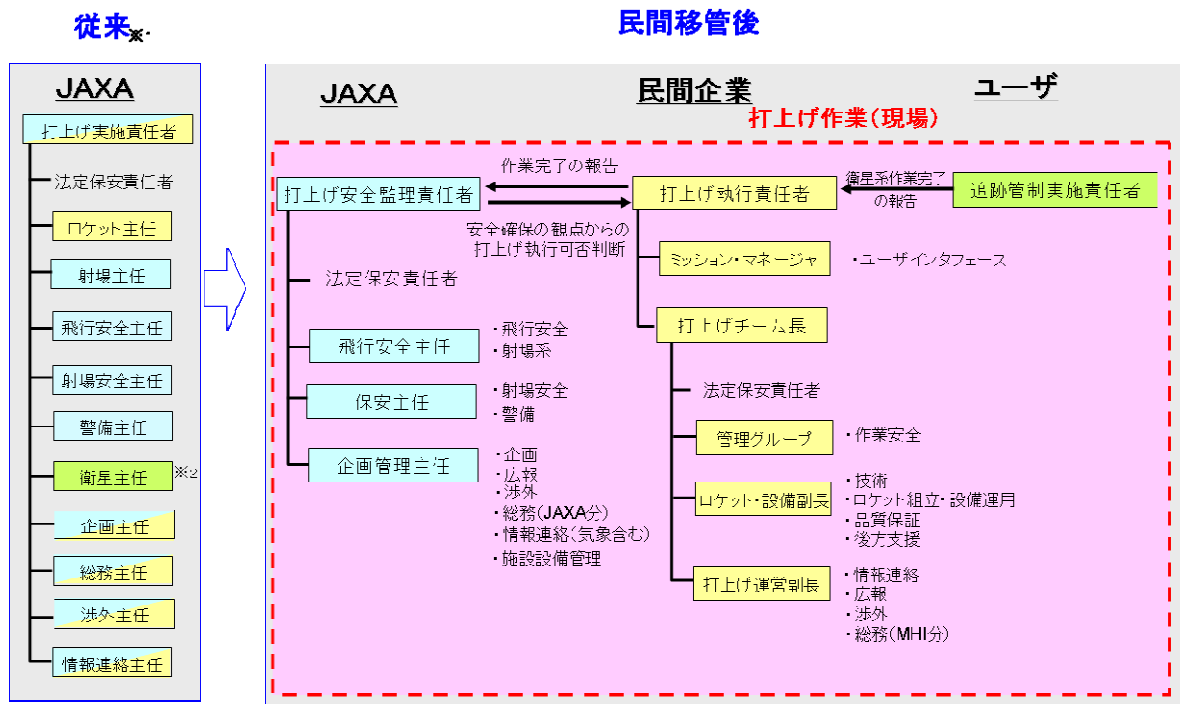 従来※
民間移管後
JAXA
打上げ実施責任者
法定保安責任者
ロケット主任
射場主任
飛行安全主任
射場安全主任
警備主任
衛星主任 ※2
企画主任
総務主任
渉外主任
情報連絡主任
JAXA
民間企業
ユーザ
打上げ作業(現場)
打上げ安全監理責任者
作業完了の報告
安全確保の観点からの
打上げ執行可否判断
打上げ執行責任者
衛星系作業完了
の報告
追跡管制実施責任者
法定保安責任者
飛行安全主任
・飛行安全
・射場系
保安主任
・射場安全
・警備
企画管理主任
・企画
・広報
・渉外
・総務(JAXA分)
・情報連絡(気象含む)
・施設設備管理
ミッション・マネージャ
・ユーザインタフェース
打上げチーム長
法定保安責任者
管理グループ
・作業安全
ロケット・設備副長
・技術
・ロケット組立・設備運用
・品質保証
・後方支援
打上げ運営副長
・情報連絡
・広報
・渉外
・総務(MHI分)